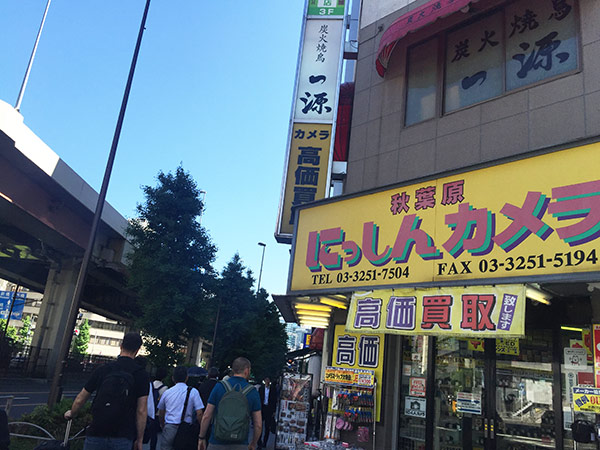 店
3F
炭火焼鳥
一源
カメラ
高価買
炭火焼鳥
一源
秋葉原
にっしんカメラ
TEL 03-3251-7504
FAX 03-3251-5194
高価買取致します
高価